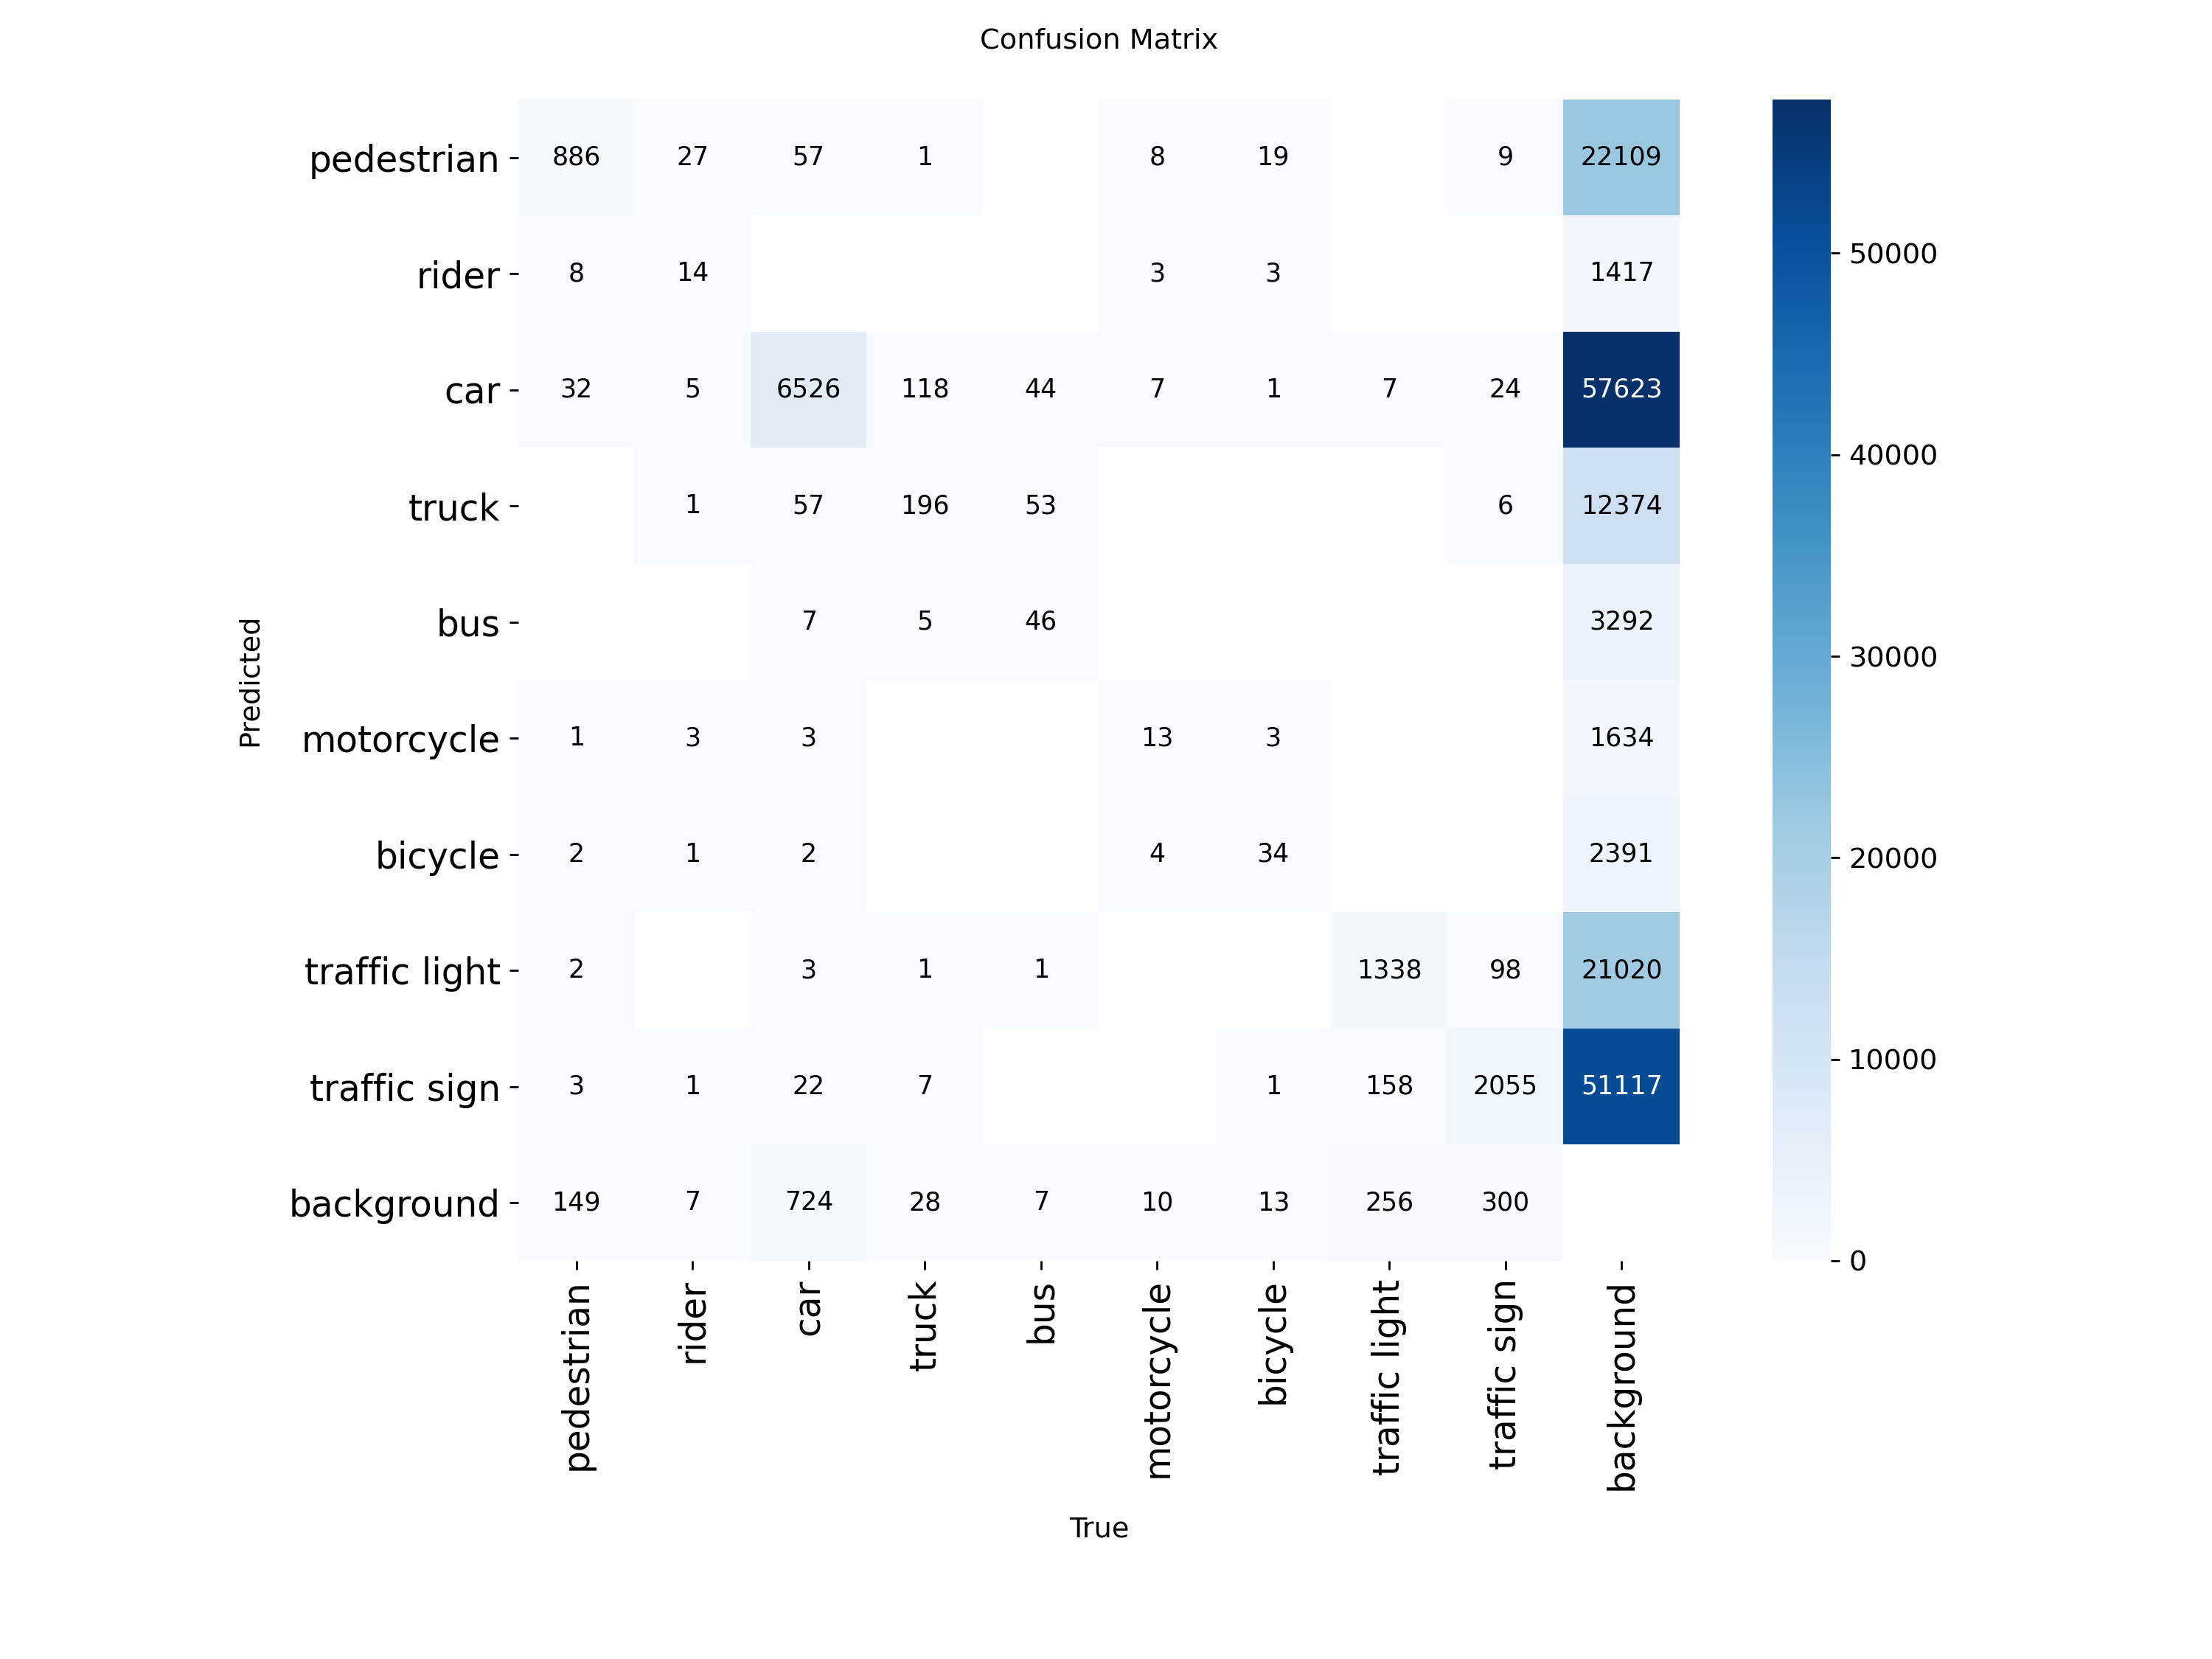 Confusion Matrix
pedestrian 886 27 57 1 8 19 9 22109
rider 8 14 3 3 1417
car 32 5 6526 118 44 7 1 7 24 57623
truck 1 57 196 53 6 12374
bus 7 5 46 3292
motorcycle 1 3 3 13 3 1634
bicycle 2 1 2 4 34 2391
traffic light 2 3 1 1 1338 98 21020
traffic sign 3 1 22 7 1 158 2055 51117
background 149 7 724 28 7 10 13 256 300
Predicted
pedestrian rider car truck bus motorcycle bicycle traffic light traffic sign background
True
50000
40000
30000
20000
10000
0